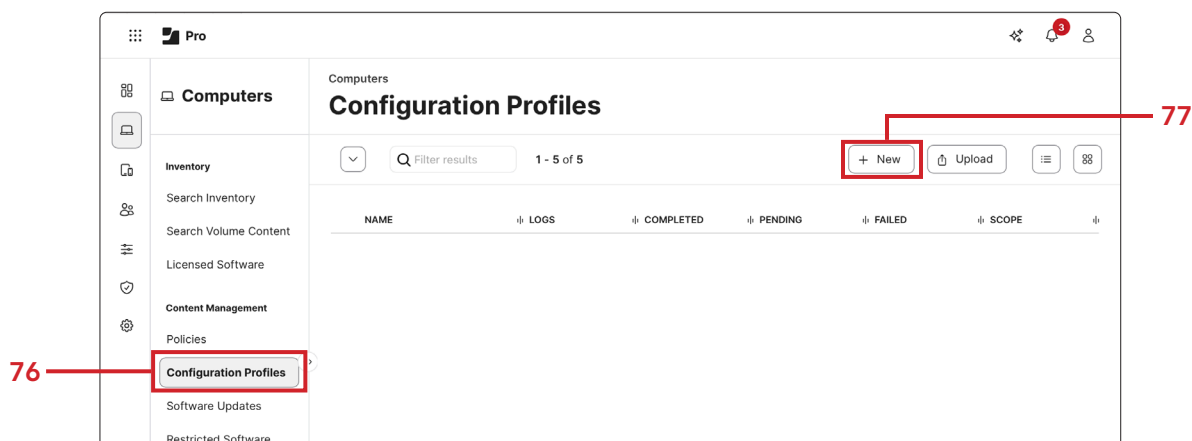 Pro
3
Computers
Computers
Configuration Profiles
77
Inventory
Filter results
1 - 5 of 5
+ New
Upload
Search Inventory
NAME
LOGS
COMPLETED
PENDING
FAILED
SCOPE
Search Volume Content
Licensed Software
Content Management
Policies
76
Configuration Profiles
Software Updates
Restricted Software